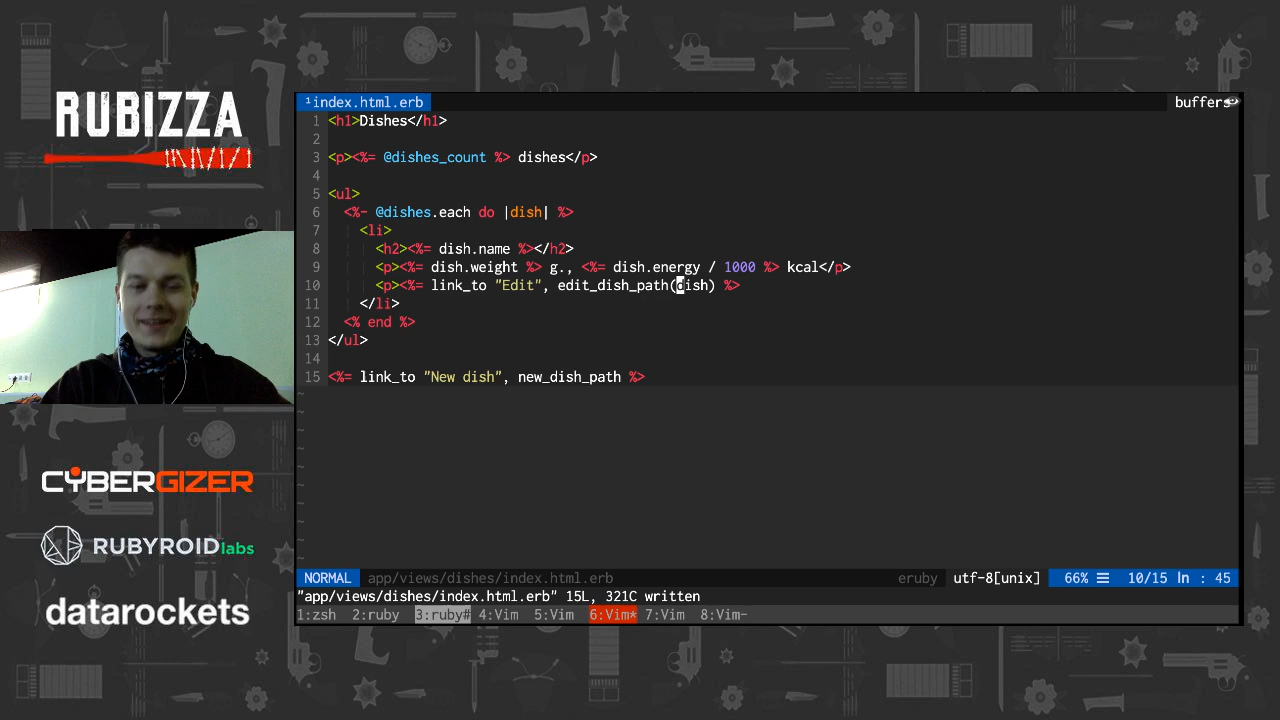 RUBIZZA
CYBERGIZER
RUBYROID labs
datarockets
¹index.html.erb buffers
1 <h1>Dishes</h1>
2
3 <p><%= @dishes_count %> dishes</p>
4
5 <ul>
6 <%- @dishes.each do |dish| %>
7 <li>
8 <h2><%= dish.name %></h2>
9 <p><%= dish.weight %> g., <%= dish.energy / 1000 %> kcal</p>
10 <p><%= link_to "Edit", edit_dish_path(dish) %>
11 </li>
12 <% end %>
13 </ul>
14
15 <%= link_to "New dish", new_dish_path %>
NORMAL app/views/dishes/index.html.erb eruby utf-8[unix] 66% ☰ 10/15 ln : 45
"app/views/dishes/index.html.erb" 15L, 321C written
1:zsh 2:ruby 3:ruby# 4:Vim 5:Vim 6:Vim* 7:Vim 8:Vim-